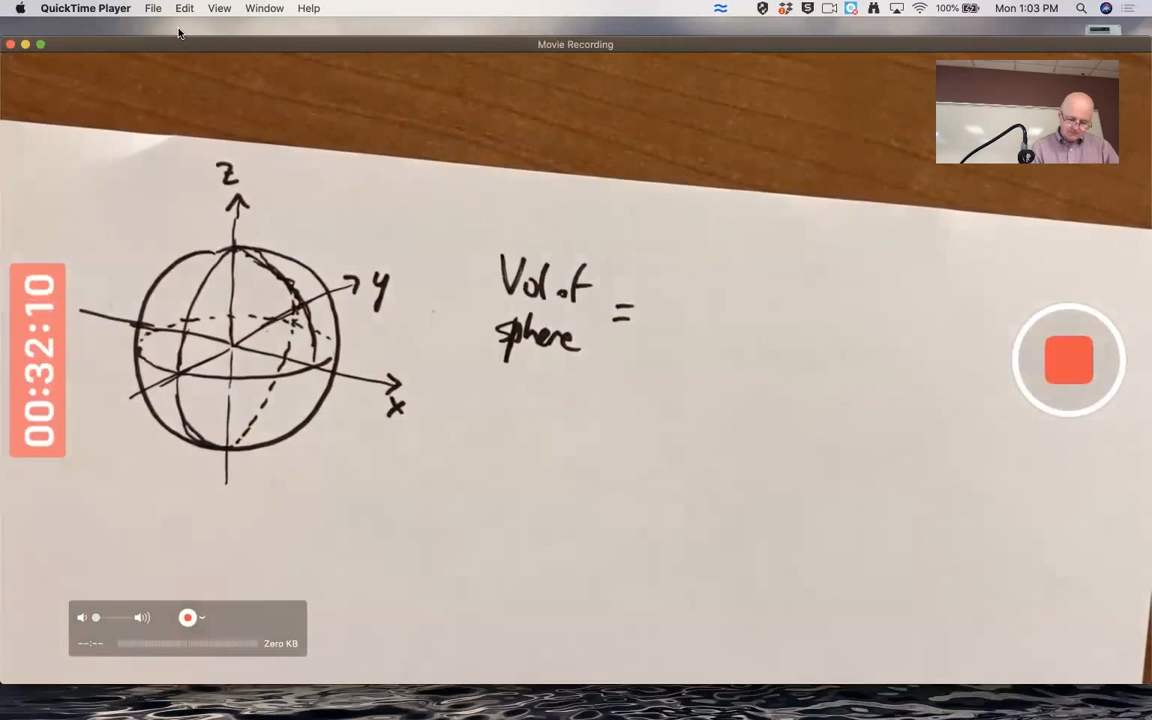 QuickTime Player File Edit View Window Help 100% Mon 1:03 PM
Movie Recording
z
y
Vol. of
sphere =
x
00:32:10
--:-- Zero KB